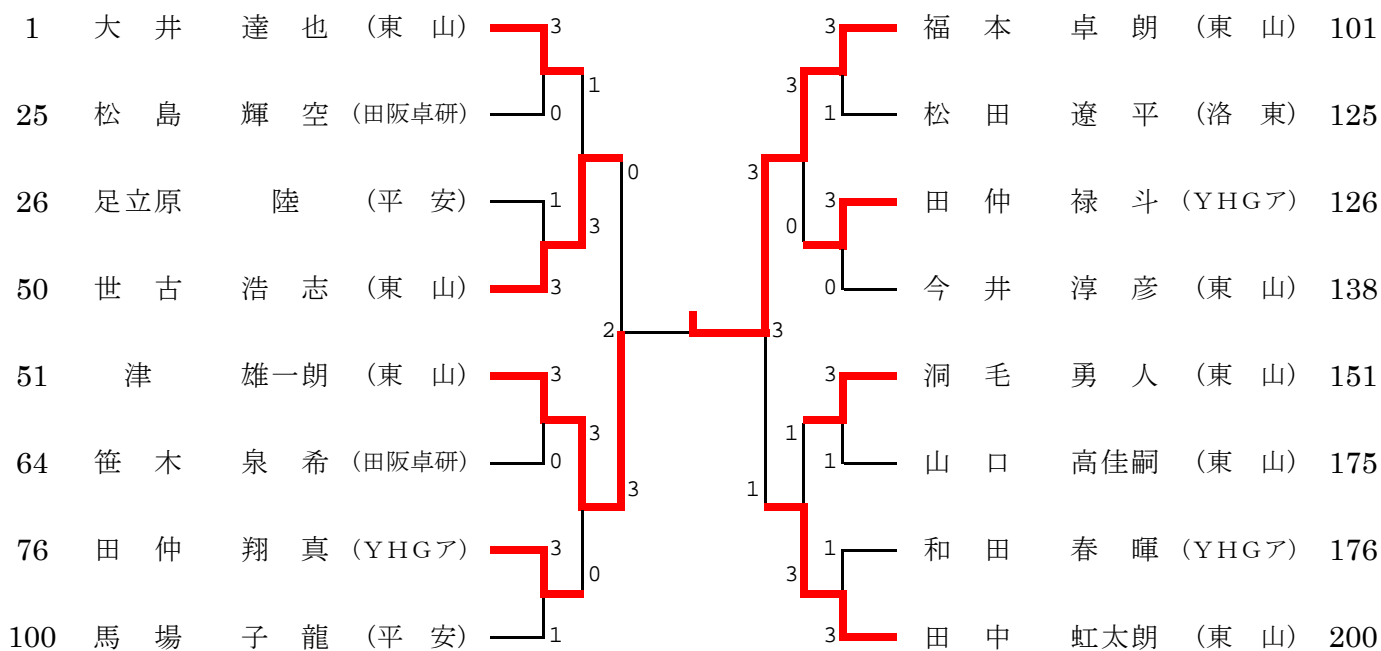 1 大井 達也 (東 山) 3 3 福本 卓朗 (東 山) 101
1 3
25 松島 輝空 (田阪卓研) 0 1 松田 遼平 (洛 東) 125
0 3
26 足立原 陸 (平 安) 1 3 田仲 禄斗 (YHGア) 126
3 0
50 世古 浩志 (東 山) 3 0 今井 淳彦 (東 山) 138
2 3
51 津 雄一朗 (東 山) 3 3 洞毛 勇人 (東 山) 151
3 1
64 笹木 泉希 (田阪卓研) 0 1 山口 高佳嗣 (東 山) 175
3 1
76 田仲 翔真 (YHGア) 3 1 和田 春暉 (YHGア) 176
0 3
100 馬場 子龍 (平 安) 1 3 田中 虹太朗 (東 山) 200